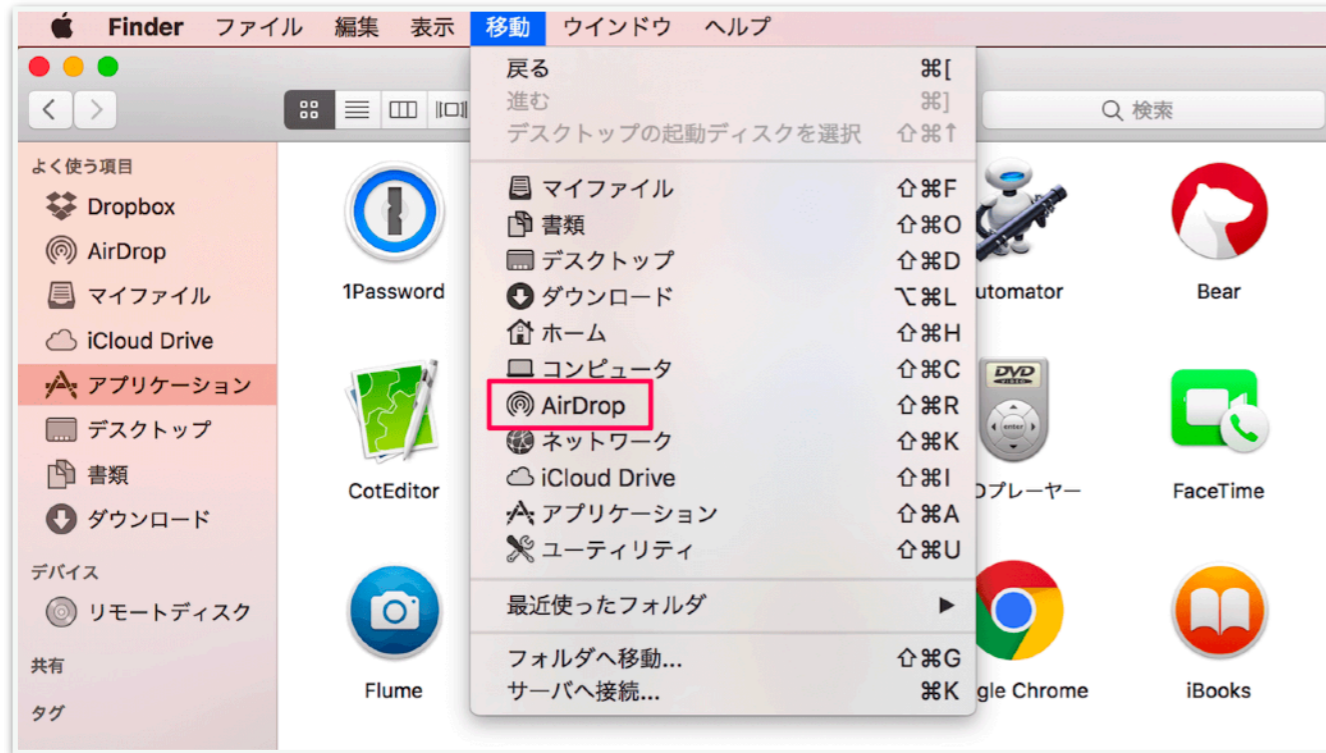 Finder ファイル 編集 表示 移動 ウインドウ ヘルプ
検索
よく使う項目
Dropbox
AirDrop
マイファイル
iCloud Drive
アプリケーション
デスクトップ
書類
ダウンロード
デバイス
リモートディスク
共有
タグ
戻る ⌘[
進む ⌘]
デスクトップの起動ディスクを選択 ⇧⌘↑
マイファイル ⇧⌘F
書類 ⇧⌘O
デスクトップ ⇧⌘D
ダウンロード ⌥⌘L
ホーム ⇧⌘H
コンピュータ ⇧⌘C
AirDrop ⇧⌘R
ネットワーク ⇧⌘K
iCloud Drive ⇧⌘I
アプリケーション ⇧⌘A
ユーティリティ ⇧⌘U
最近使ったフォルダ ▶
フォルダへ移動... ⇧⌘G
サーバへ接続... ⌘K
1Password
utomator
Bear
CotEditor
DVD
VIDEO
enter
プレーヤー
FaceTime
Flume
gle Chrome
iBooks